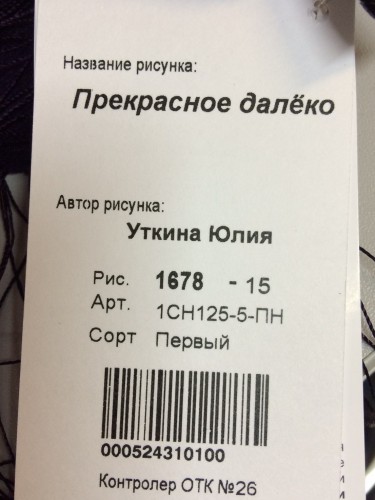 Название рисунка:
Прекрасное далёко
Автор рисунка:
Уткина Юлия
Рис. 1678 - 15
Арт. 1СН125-5-ПН
Сорт Первый
000524310100
Контролер ОТК №26